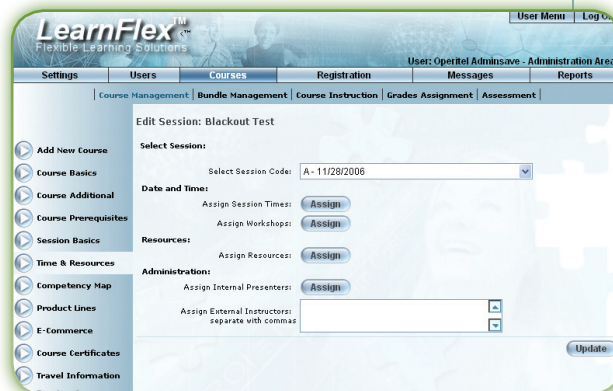 User Menu | Log
LearnFlex™
Flexible Learning Solutions
User: Operitel Adminsave - Administration Area
Settings Users Courses Registration Messages Reports
| Course Management | Bundle Management | Course Instruction | Grades Assignment | Assessment |
Edit Session: Blackout Test
Add New Course
Course Basics
Course Additional
Course Prerequisites
Session Basics
Time & Resources
Competency Map
Product Lines
E-Commerce
Course Certificates
Travel Information
Select Session:
Select Session Code: A - 11/28/2006
Date and Time:
Assign Session Times: Assign
Assign Workshops: Assign
Resources:
Assign Resources: Assign
Administration:
Assign Internal Presenters: Assign
Assign External Instructors:
separate with commas
Update